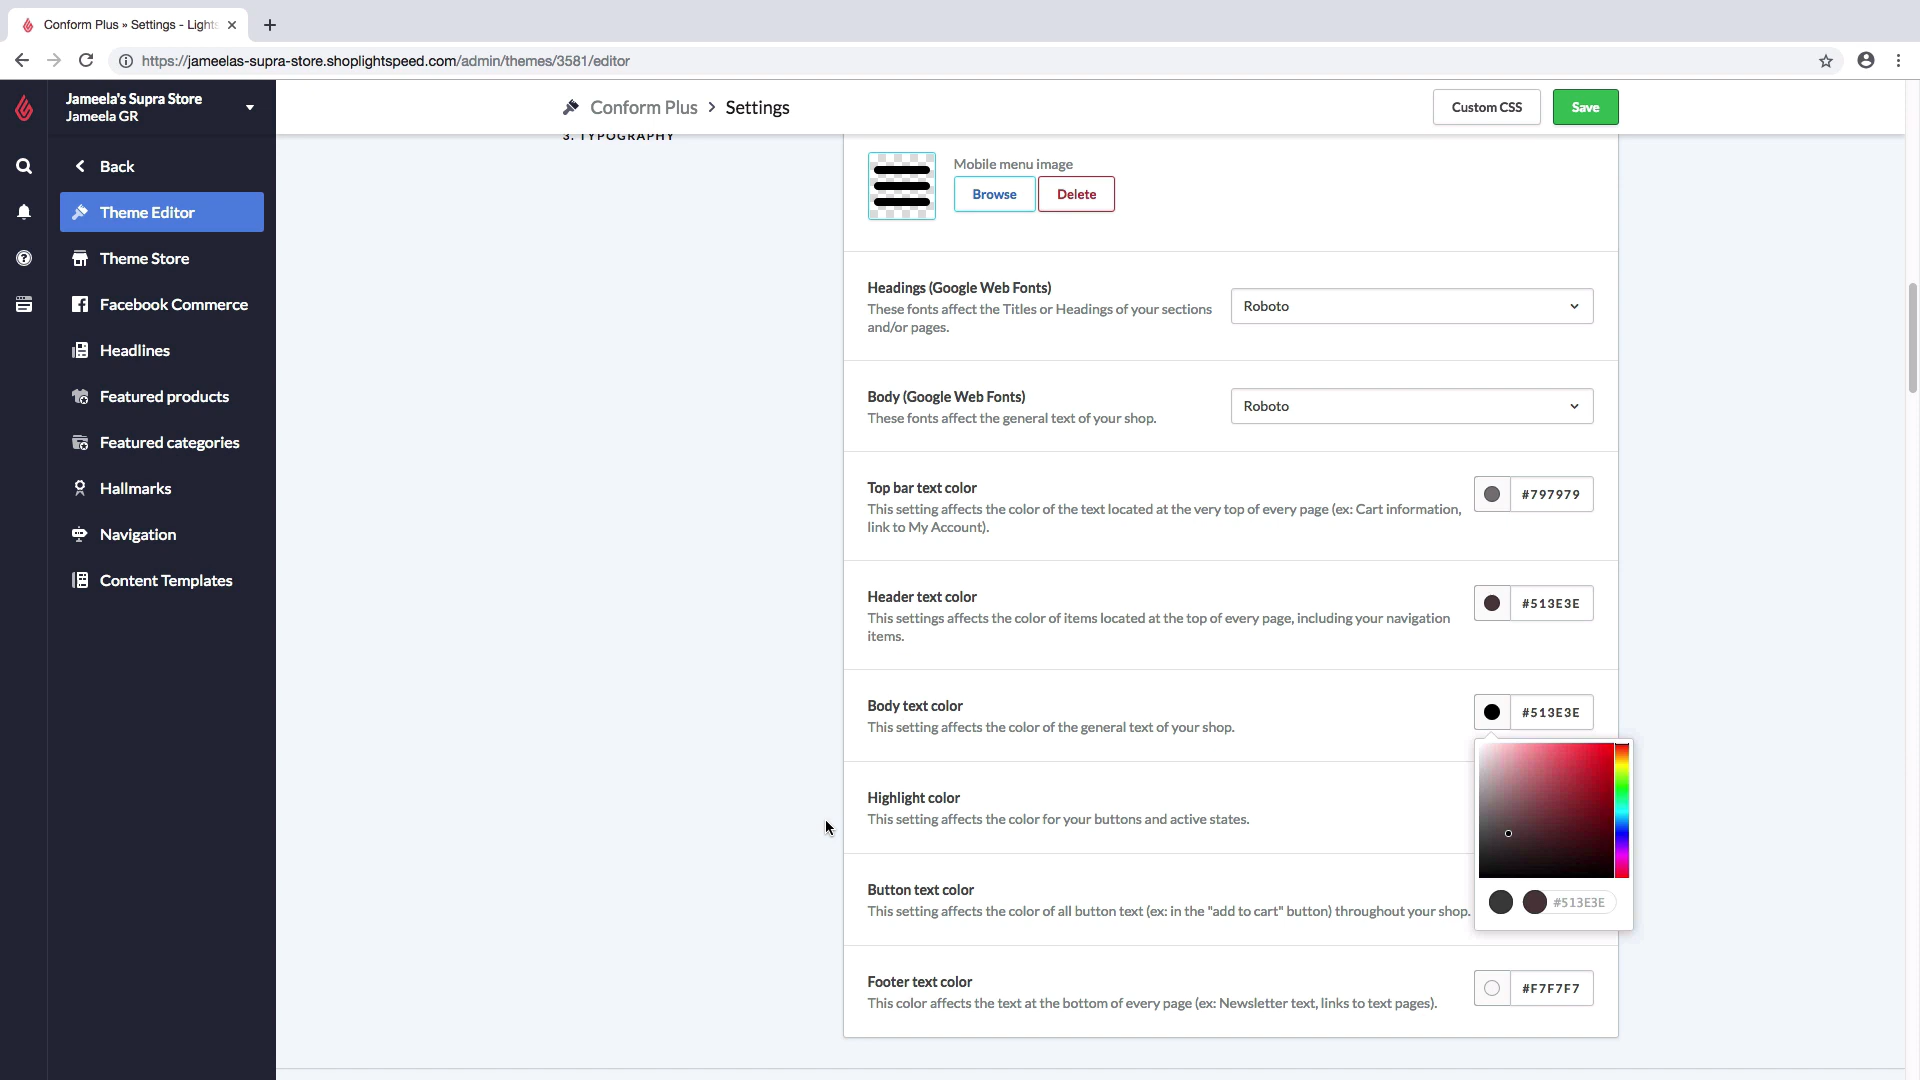 Conform Plus » Settings - Lights
https://jameelas-supra-store.shoplightspeed.com/admin/themes/3581/editor
Jameela's Supra Store
Jameela GR
Back
Theme Editor
Theme Store
Facebook Commerce
Headlines
Featured products
Featured categories
Hallmarks
Navigation
Content Templates
Conform Plus > Settings
Custom CSS
Save
3. TYPOGRAPHY
Mobile menu image
Browse
Delete
Headings (Google Web Fonts)
These fonts affect the Titles or Headings of your sections
and/or pages.
Roboto
Body (Google Web Fonts)
These fonts affect the general text of your shop.
Roboto
Top bar text color
This setting affects the color of the text located at the very top of every page (ex: Cart information,
link to My Account).
#797979
Header text color
This settings affects the color of items located at the top of every page, including your navigation
items.
#513E3E
Body text color
This setting affects the color of the general text of your shop.
#513E3E
Highlight color
This setting affects the color for your buttons and active states.
Button text color
This setting affects the color of all button text (ex: in the "add to cart" button) throughout your shop.
#513E3E
Footer text color
This color affects the text at the bottom of every page (ex: Newsletter text, links to text pages).
#F7F7F7